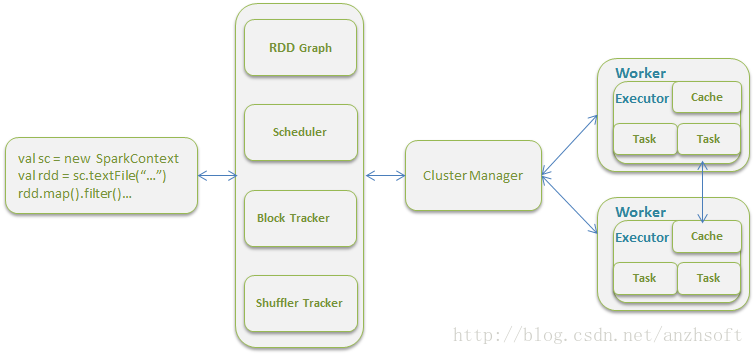 val sc = new SparkContext
val rdd = sc.textFile(“...”)
rdd.map().filter()...
RDD Graph
Scheduler
Block Tracker
Shuffler Tracker
Cluster Manager
Worker
Executor
Cache
Task
Task
Worker
Executor
Cache
Task
Task
http://blog.csdn.net/anzhsoft